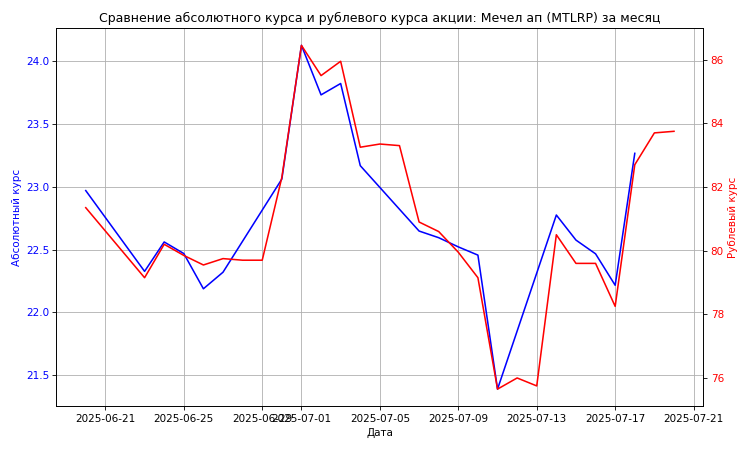 Сравнение абсолютного курса и рублевого курса акции: Мечел ап (MTLRP) за месяц
24.0
23.5
23.0
22.5
22.0
21.5
Абсолютный курс
86
84
82
80
78
76
Рублевый курс
2025-06-21 2025-06-25 2025-06-29 2025-07-01 2025-07-05 2025-07-09 2025-07-13 2025-07-17 2025-07-21
Дата